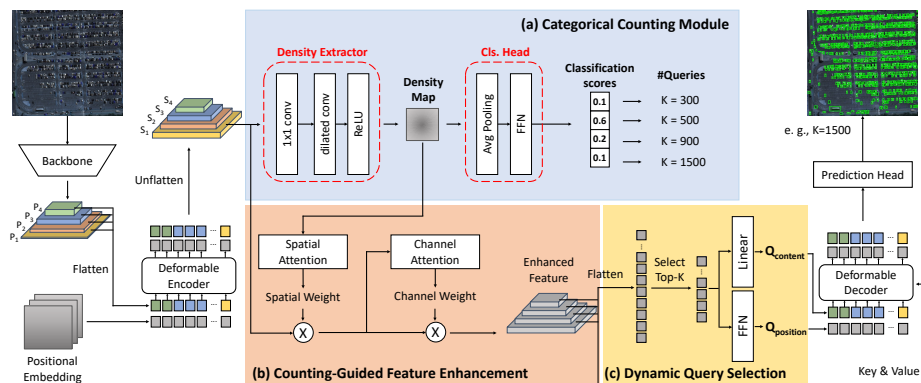 (a) Categorical Counting Module
Density Extractor
1x1 conv
dilated conv
ReLU
Density
Map
Cls. Head
Avg Pooling
FFN
Classification
scores
#Queries
0.1
K = 300
0.6
K = 500
0.2
K = 900
0.1
K = 1500
e. g., K=1500
Backbone
P4
P3
P2
P1
Flatten
Positional
Embedding
S4
S3
S2
S1
Unflatten
...
...
Deformable
Encoder
...
...
Spatial
Attention
Spatial Weight
X
Channel
Attention
Channel Weight
X
Enhanced
Feature
(b) Counting-Guided Feature Enhancement
Flatten
...
Select
Top-K
...
Linear
FFN
Qcontent
Qposition
(c) Dynamic Query Selection
Prediction Head
...
...
Deformable
Decoder
...
...
Key & Value